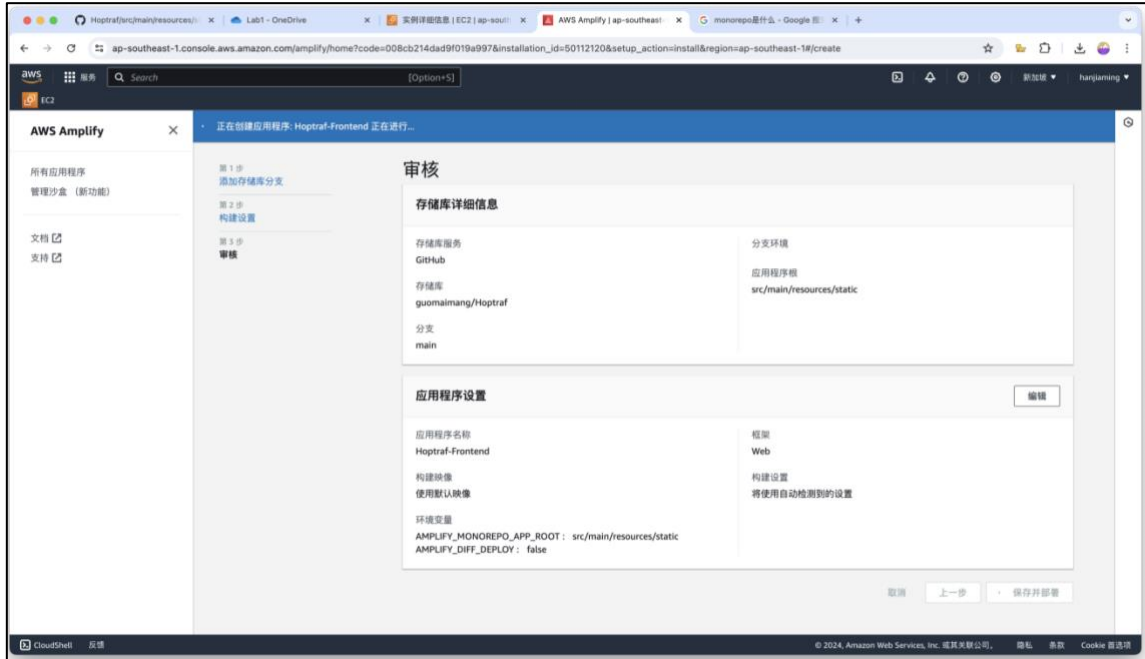 Hoptraf/src/main/resources/s
Lab1 - OneDrive
实例详细信息 | EC2 | ap-south
AWS Amplify | ap-southeast-
monorepo是什么 - Google
ap-southeast-1.console.aws.amazon.com/amplify/home?code=008cb214dad9f019a997&installation_id=50112120&setup_action=install&region=ap-southeast-1#/create
aws
服务
Search
[Option+S]
新加坡
hanjiaming
EC2
AWS Amplify
正在创建应用程序: Hoptraf-Frontend 正在进行...
所有应用程序
管理沙盒 （新功能）
文档
支持
第 1 步
添加存储库分支
第 2 步
构建设置
第 3 步
审核
审核
存储库详细信息
存储库服务
GitHub
存储库
guomaimang/Hoptraf
分支
main
分支环境
应用程序根
src/main/resources/static
应用程序设置
编辑
应用程序名称
Hoptraf-Frontend
构建映像
使用默认映像
环境变量
AMPLIFY_MONOREPO_APP_ROOT : src/main/resources/static
AMPLIFY_DIFF_DEPLOY : false
框架
Web
构建设置
将使用自动检测到的设置
取消
上一步
保存并部署
CloudShell
反馈
© 2024, Amazon Web Services, Inc. 或其关联公司。
隐私
条款
Cookie 首选项